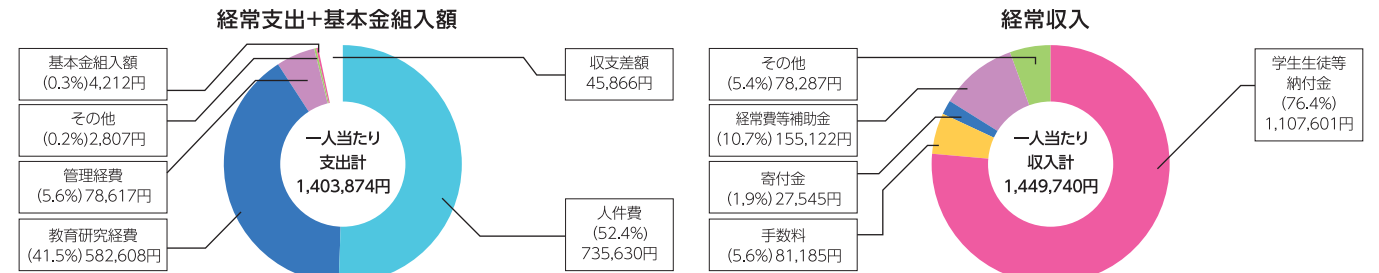 経常支出+基本金組入額
基本金組入額
(0.3%)4,212円
その他
(0.2%)2,807円
管理経費
(5.6%)78,617円
教育研究経費
(41.5%)582,608円
一人当たり
支出計
1,403,874円
収支差額
45,866円
人件費
(52.4%)
735,630円
経常収入
その他
(5.4%)78,287円
経常費等補助金
(10.7%)155,122円
寄付金
(1.9%)27,545円
手数料
(5.6%)81,185円
一人当たり
収入計
1,449,740円
学生生徒等
納付金
(76.4%)
1,107,601円